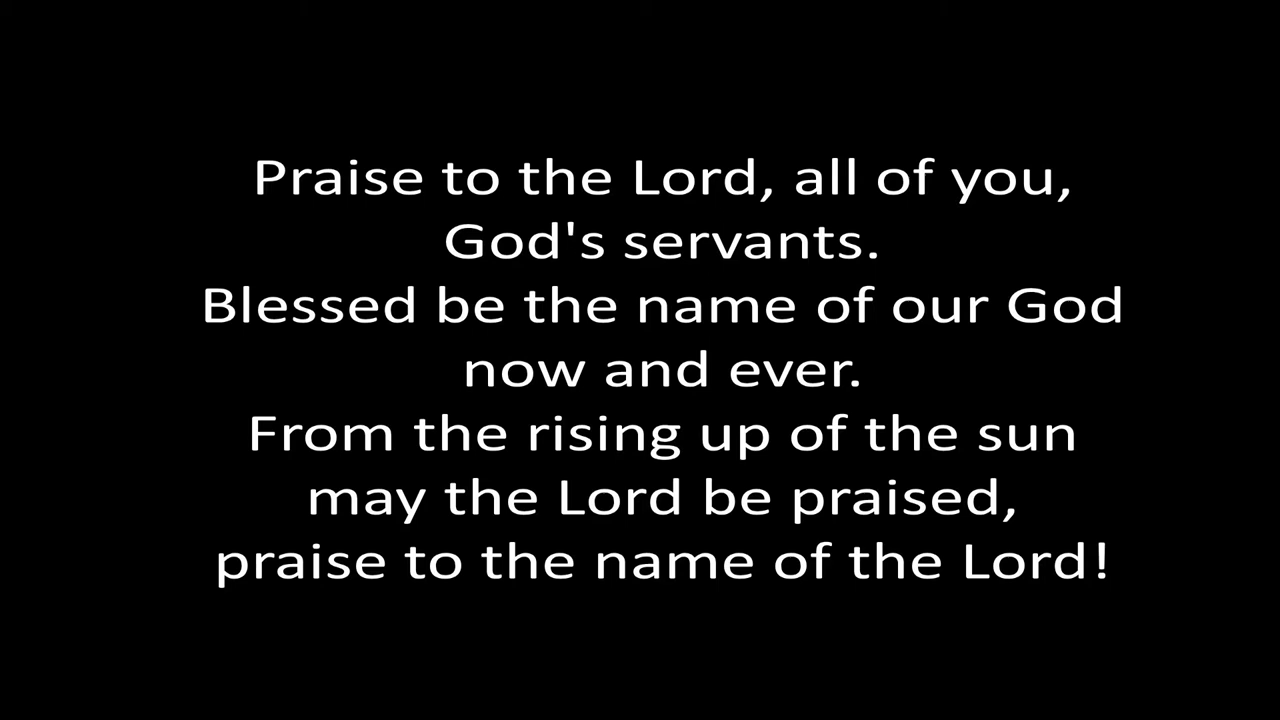 Praise to the Lord, all of you,
God's servants.
Blessed be the name of our God
now and ever.
From the rising up of the sun
may the Lord be praised,
praise to the name of the Lord!